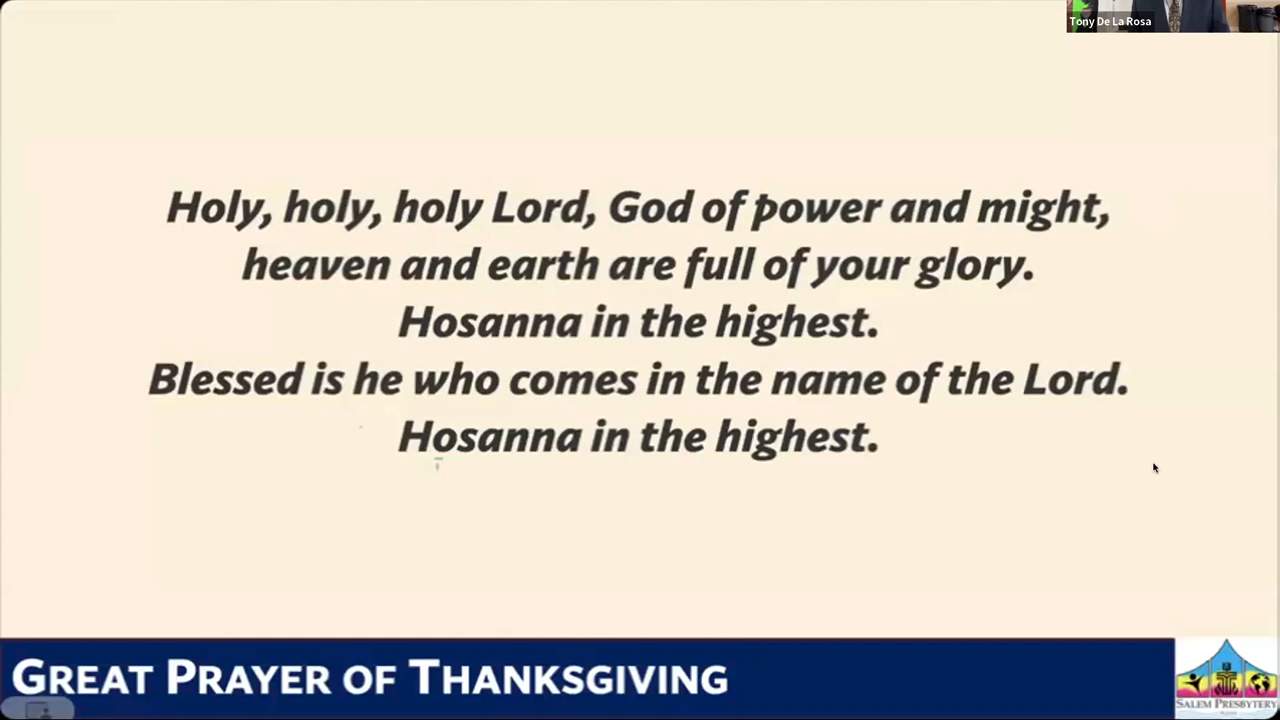 Tony De La Rosa
Holy, holy, holy Lord, God of power and might,
heaven and earth are full of your glory.
Hosanna in the highest.
Blessed is he who comes in the name of the Lord.
Hosanna in the highest.
GREAT PRAYER OF THANKSGIVING
SALEM PRESBYTERY